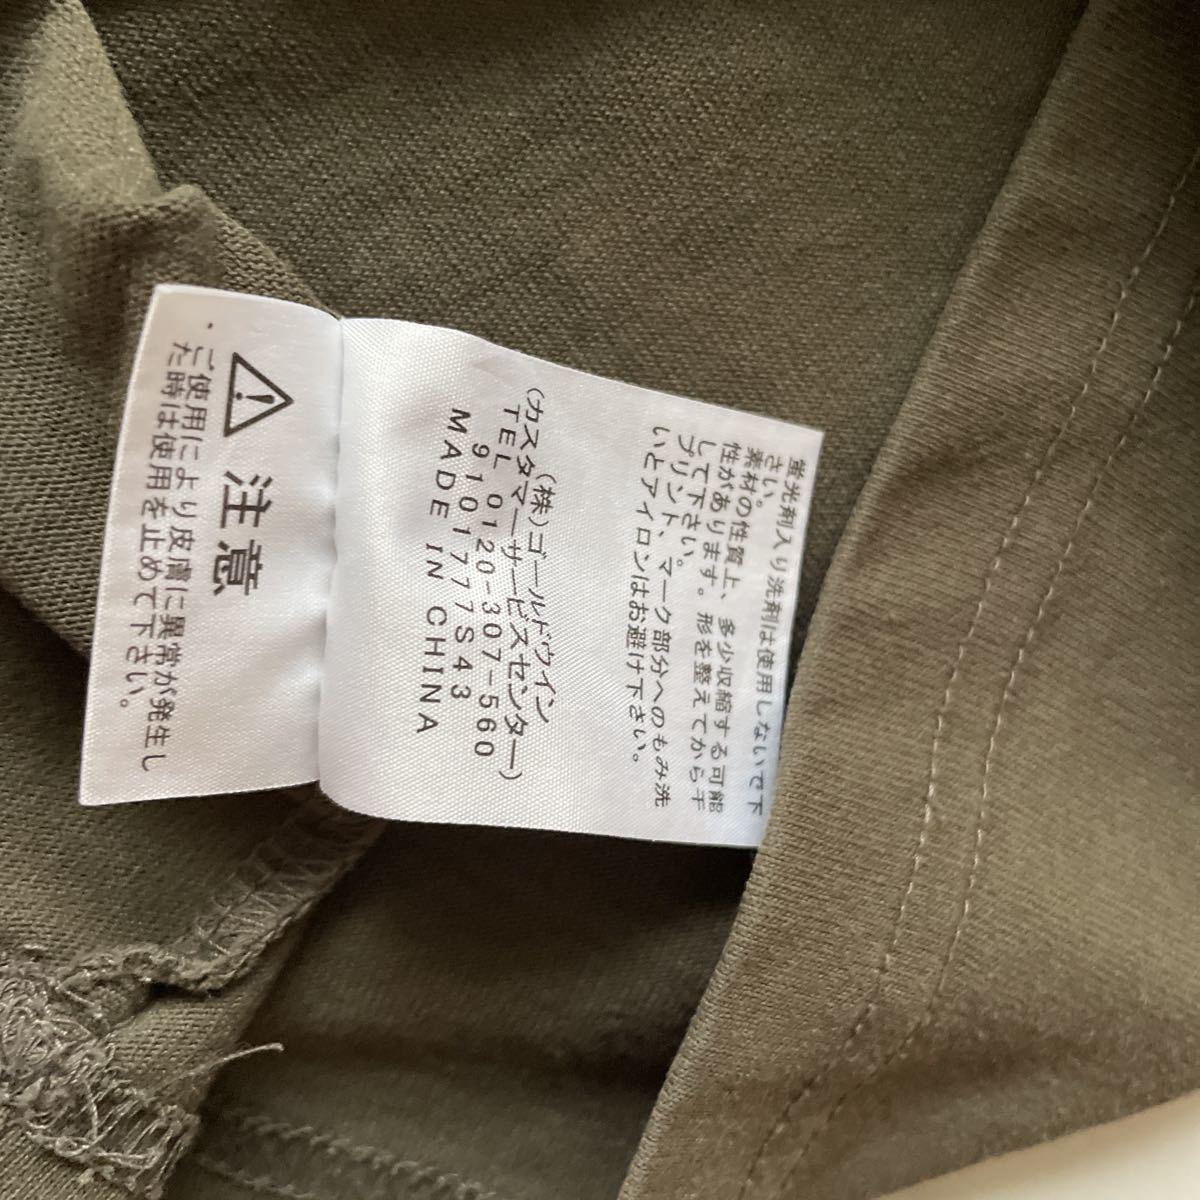 蛍光剤入り洗剤は使用しないで下
さい。
素材の性質上、多少収縮する可能
性があります。形を整えてから干
して下さい。
プリント、マーク部分へのもみ洗
いとアイロンはお避け下さい。
(株)ゴールドウイン
(カスタマーサービスセンター)
TEL 0120-307-560
9101777S43
MADE IN CHINA
注意
・ご使用により皮膚に異常が発生し
た時は使用を止めて下さい。